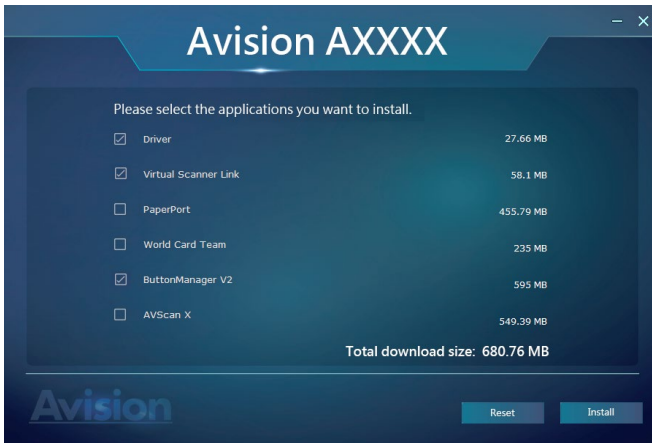 Avision AXXXX
Please select the applications you want to install.
Driver 27.66 MB
Virtual Scanner Link 58.1 MB
PaperPort 455.79 MB
World Card Team 235 MB
ButtonManager V2 595 MB
AVScan X 549.39 MB
Total download size: 680.76 MB
Avision Reset Install